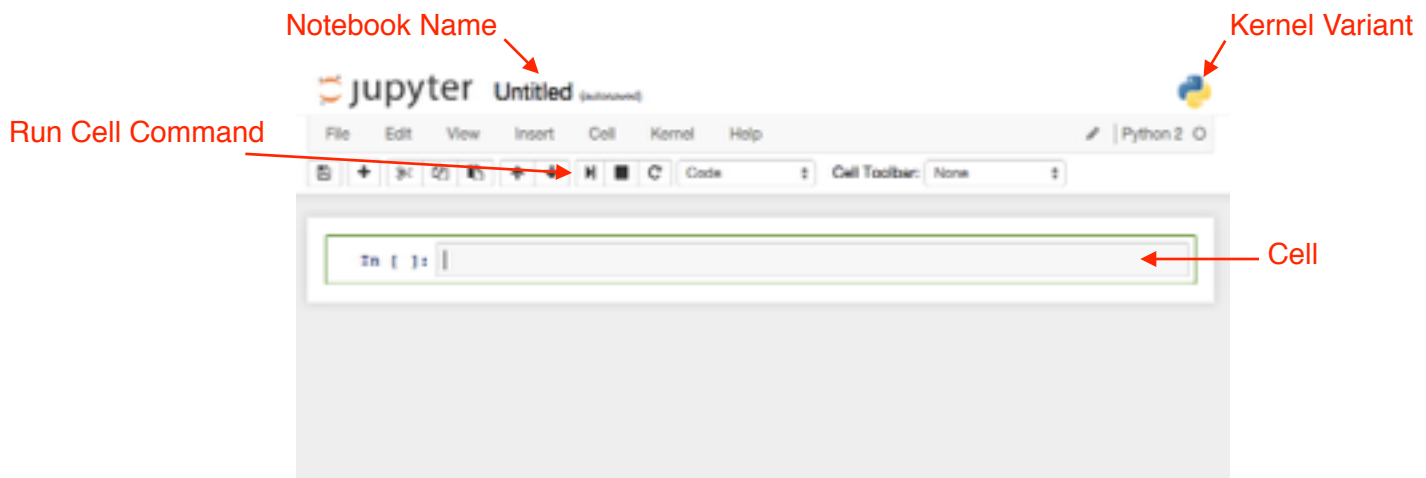 Notebook Name
Kernel Variant
jupyter Untitled (autosaved)
Run Cell Command
File Edit View Insert Cell Kernel Help Python 2
Code Cell Toolbar: None
In [ ]:
Cell